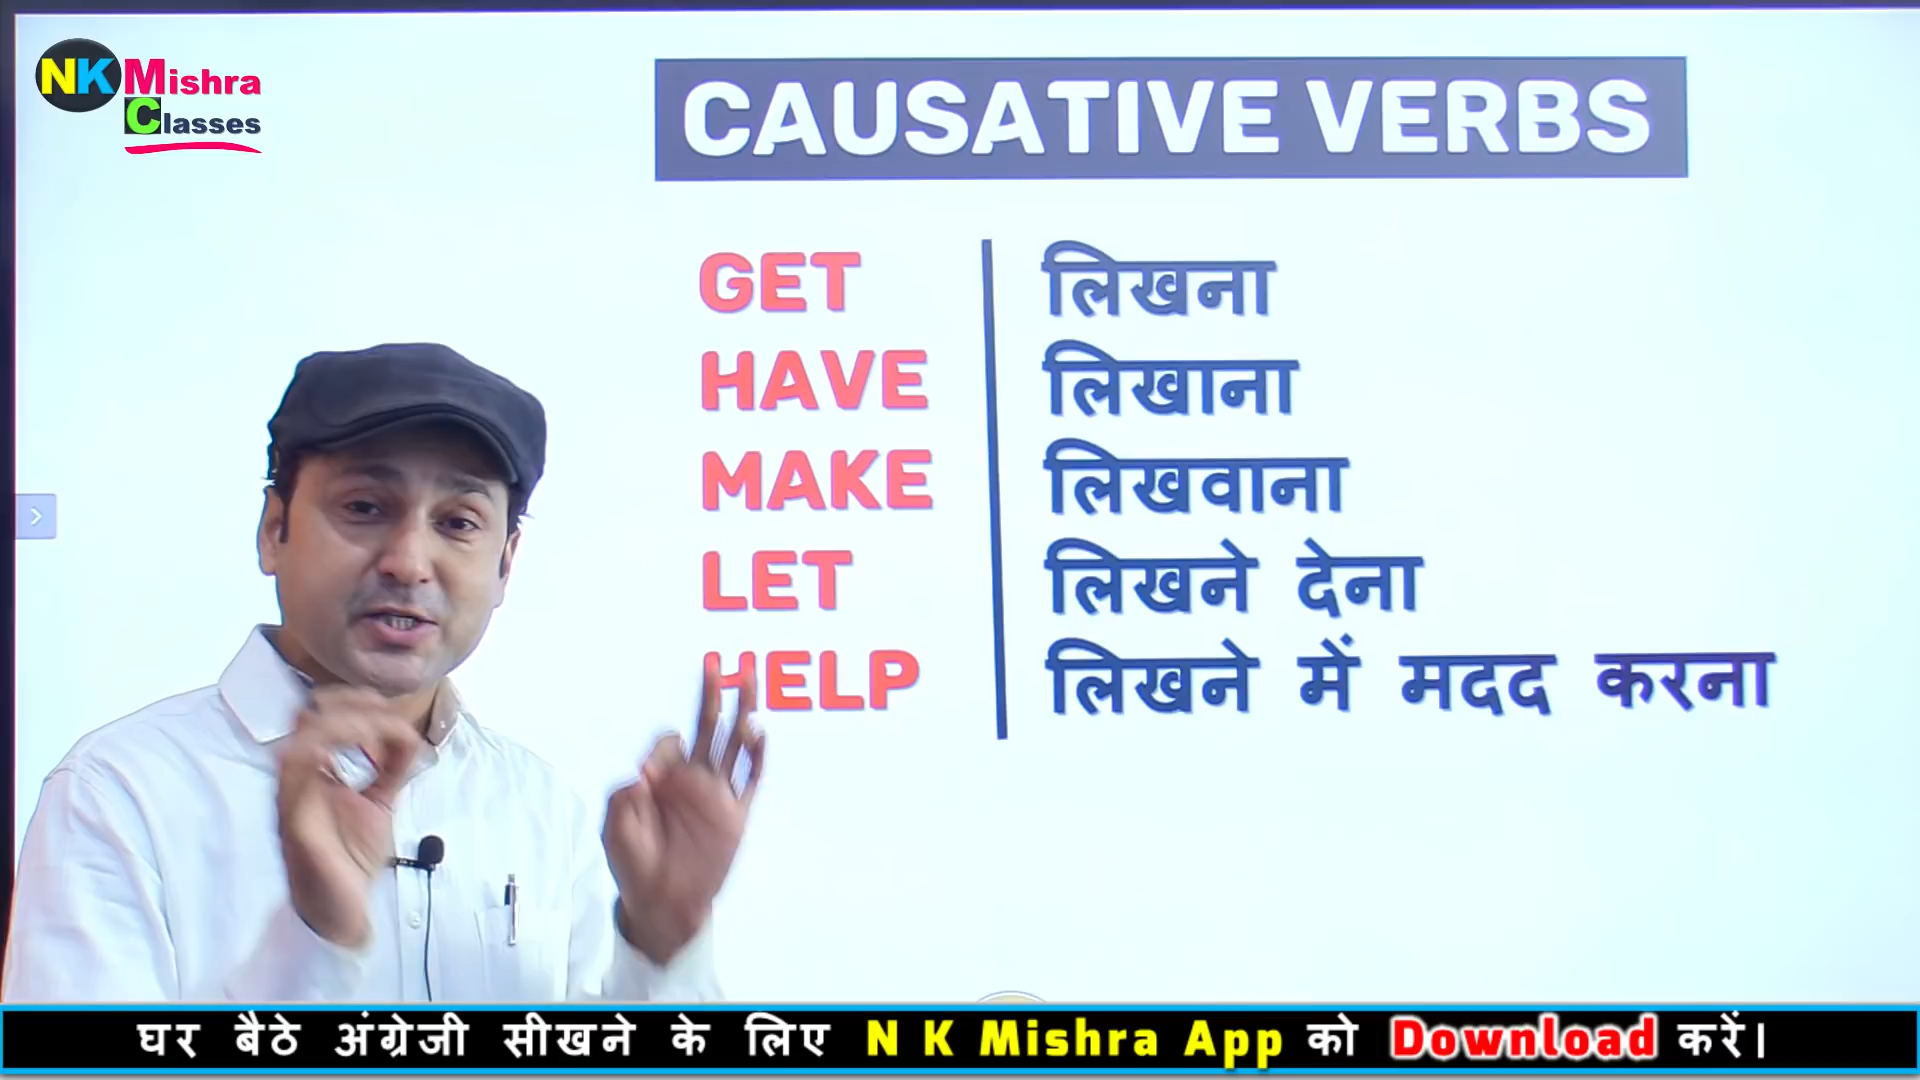 NK Mishra
Classes
CAUSATIVE VERBS
GET लिखना
HAVE लिखाना
MAKE लिखवाना
LET लिखने देना
HELP लिखने में मदद करना
घर बैठे अंग्रेजी सीखने के लिए N K Mishra App को Download करें।